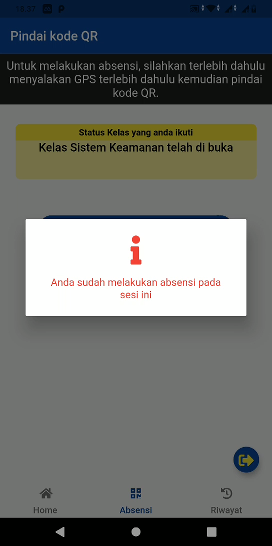 Pindai kode QR
Untuk melakukan absensi, silahkan terlebih dahulu
menyalakan GPS terlebih dahulu kemudian pindai
kode QR.
Status Kelas yang anda ikuti
Kelas Sistem Keamanan telah di buka
Anda sudah melakukan absensi pada
sesi ini
Home
Absensi
Riwayat